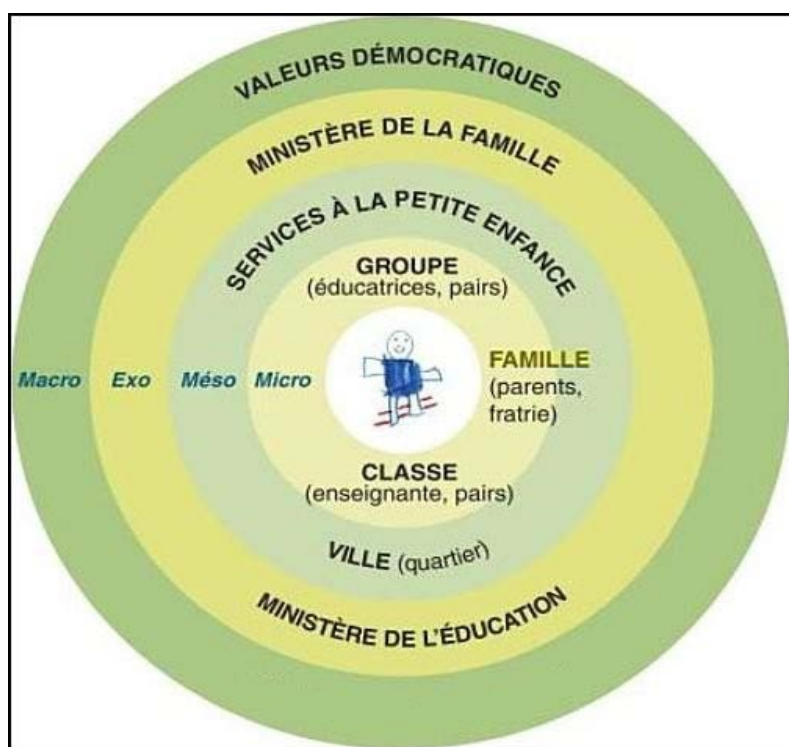 VALEURS DÉMOCRATIQUES
MINISTÈRE DE LA FAMILLE
SERVICES À LA PETITE ENFANCE
GROUPE
(éducatrices, pairs)
Macro Exo Méso Micro
FAMILLE
(parents,
fratrie)
CLASSE
(enseignante, pairs)
VILLE (quartier)
MINISTÈRE DE L'ÉDUCATION